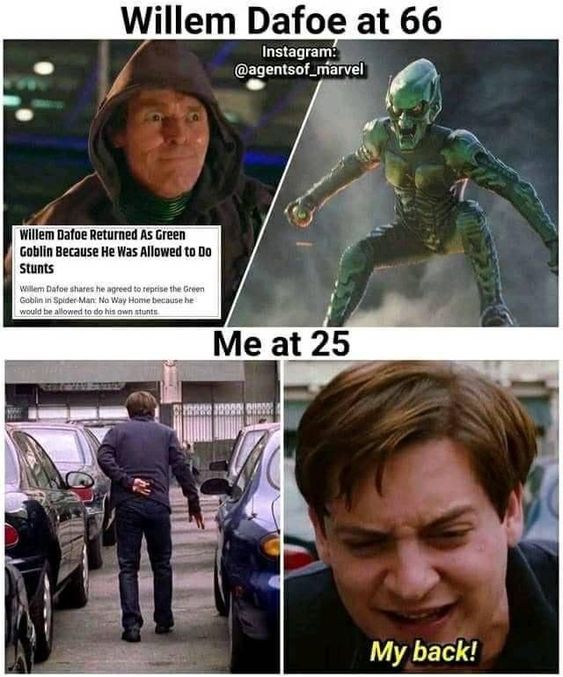 Willem Dafoe at 66
Instagram:
@agentsof_marvel
Willem Dafoe Returned As Green
Goblin Because He Was Allowed to Do
Stunts
Willem Dafoe shares he agreed to reprise the Green
Goblin in Spider-Man: No Way Home because he
would be allowed to do his own stunts
Me at 25
My back!